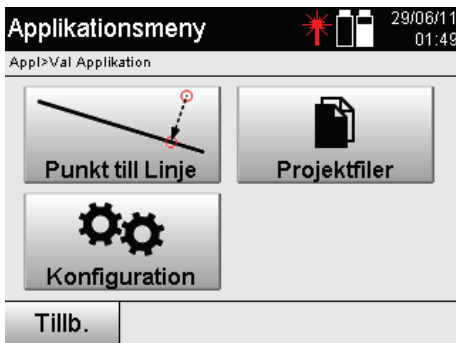 Applikationsmeny
29/06/11
01:49
Appl>Val Applikation
Punkt till Linje
Projektfiler
Konfiguration
Tillb.